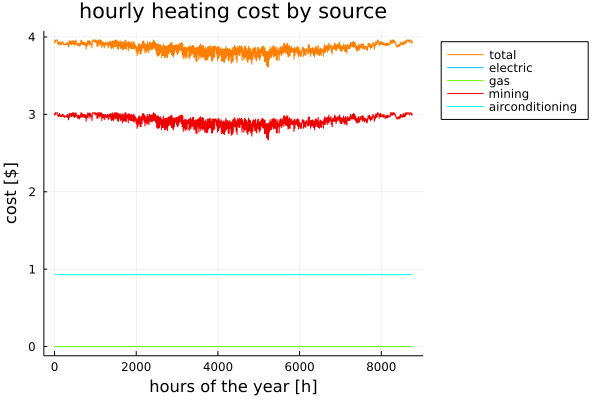 hourly heating cost by source
cost [$]
4
3
2
1
0
0 2000 4000 6000 8000
hours of the year [h]
total
electric
gas
mining
airconditioning